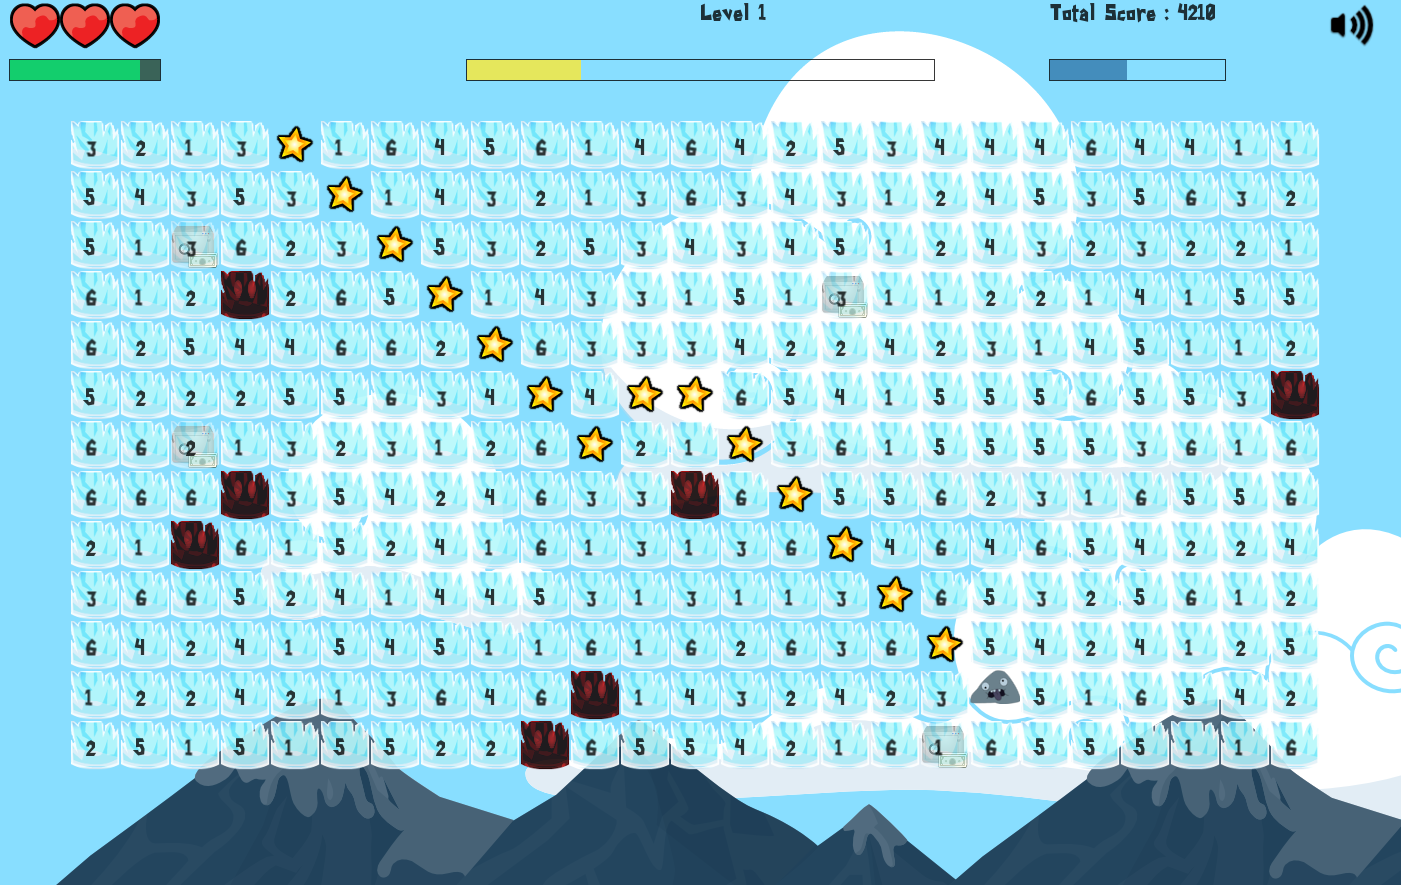 Level 1
Total Score : 4210
3 2 1 3 1 6 4 5 6 1 4 6 4 2 5 3 4 4 4 6 4 4 1 1
5 4 3 5 3 1 4 3 2 1 3 6 3 4 3 1 2 4 5 3 5 6 3 2
5 1 3 6 2 3 5 3 2 5 3 4 3 4 5 1 2 4 3 2 3 2 2 1
6 1 2 2 6 5 1 4 3 3 1 5 1 3 1 1 2 2 1 4 1 5 5
6 2 5 4 4 6 6 2 6 3 3 3 4 2 2 4 2 3 1 4 5 1 1 2
5 2 2 2 5 5 6 3 4 4 6 5 4 1 5 5 5 6 5 5 3
6 6 2 1 3 2 3 1 2 6 2 1 3 6 1 5 5 5 5 3 6 1 6
6 6 6 3 5 4 2 4 6 3 3 6 5 5 6 2 3 1 6 5 5 6
2 1 6 1 5 2 4 1 6 1 3 1 3 6 4 6 4 6 5 4 2 2 4
3 6 6 5 2 4 1 4 4 5 3 1 3 1 1 3 6 5 3 2 5 6 1 2
6 4 2 4 1 5 4 5 1 1 6 1 6 2 6 3 6 5 4 2 4 1 2 5
1 2 2 4 2 1 3 6 4 6 1 4 3 2 4 2 3 5 1 6 5 4 2
2 5 1 5 1 5 5 2 2 6 5 5 4 2 1 6 1 6 5 5 5 1 1 6